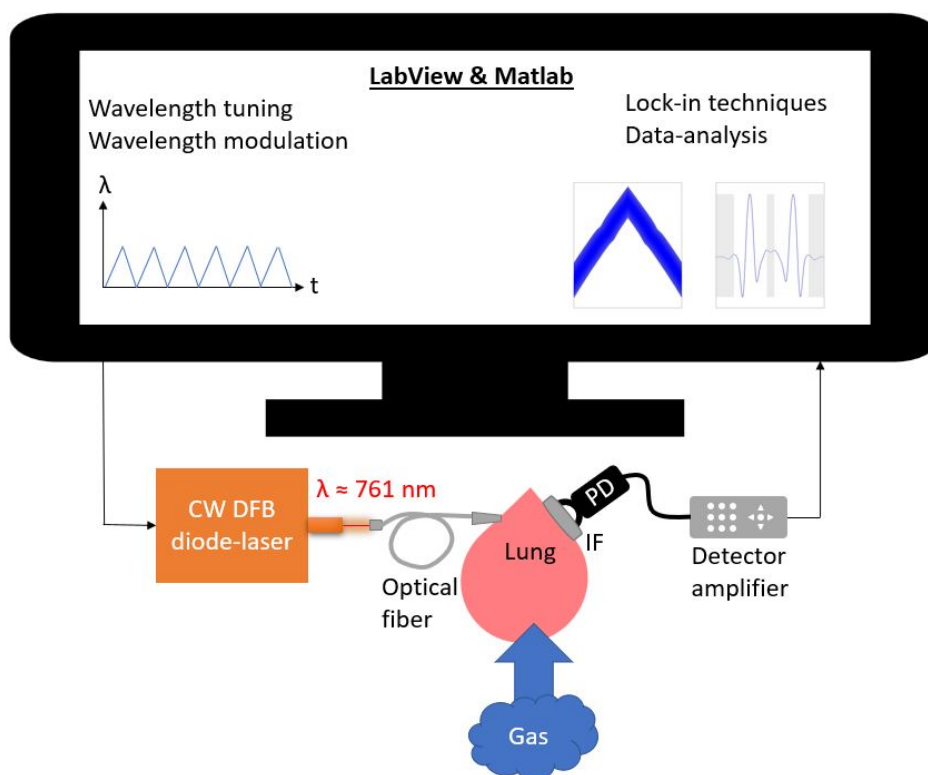 LabView & Matlab
Wavelength tuning
Wavelength modulation
Lock-in techniques
Data-analysis
λ
t
CW DFB
diode-laser
λ ≈ 761 nm
Optical
fiber
Lung
IF
PD
Detector
amplifier
Gas